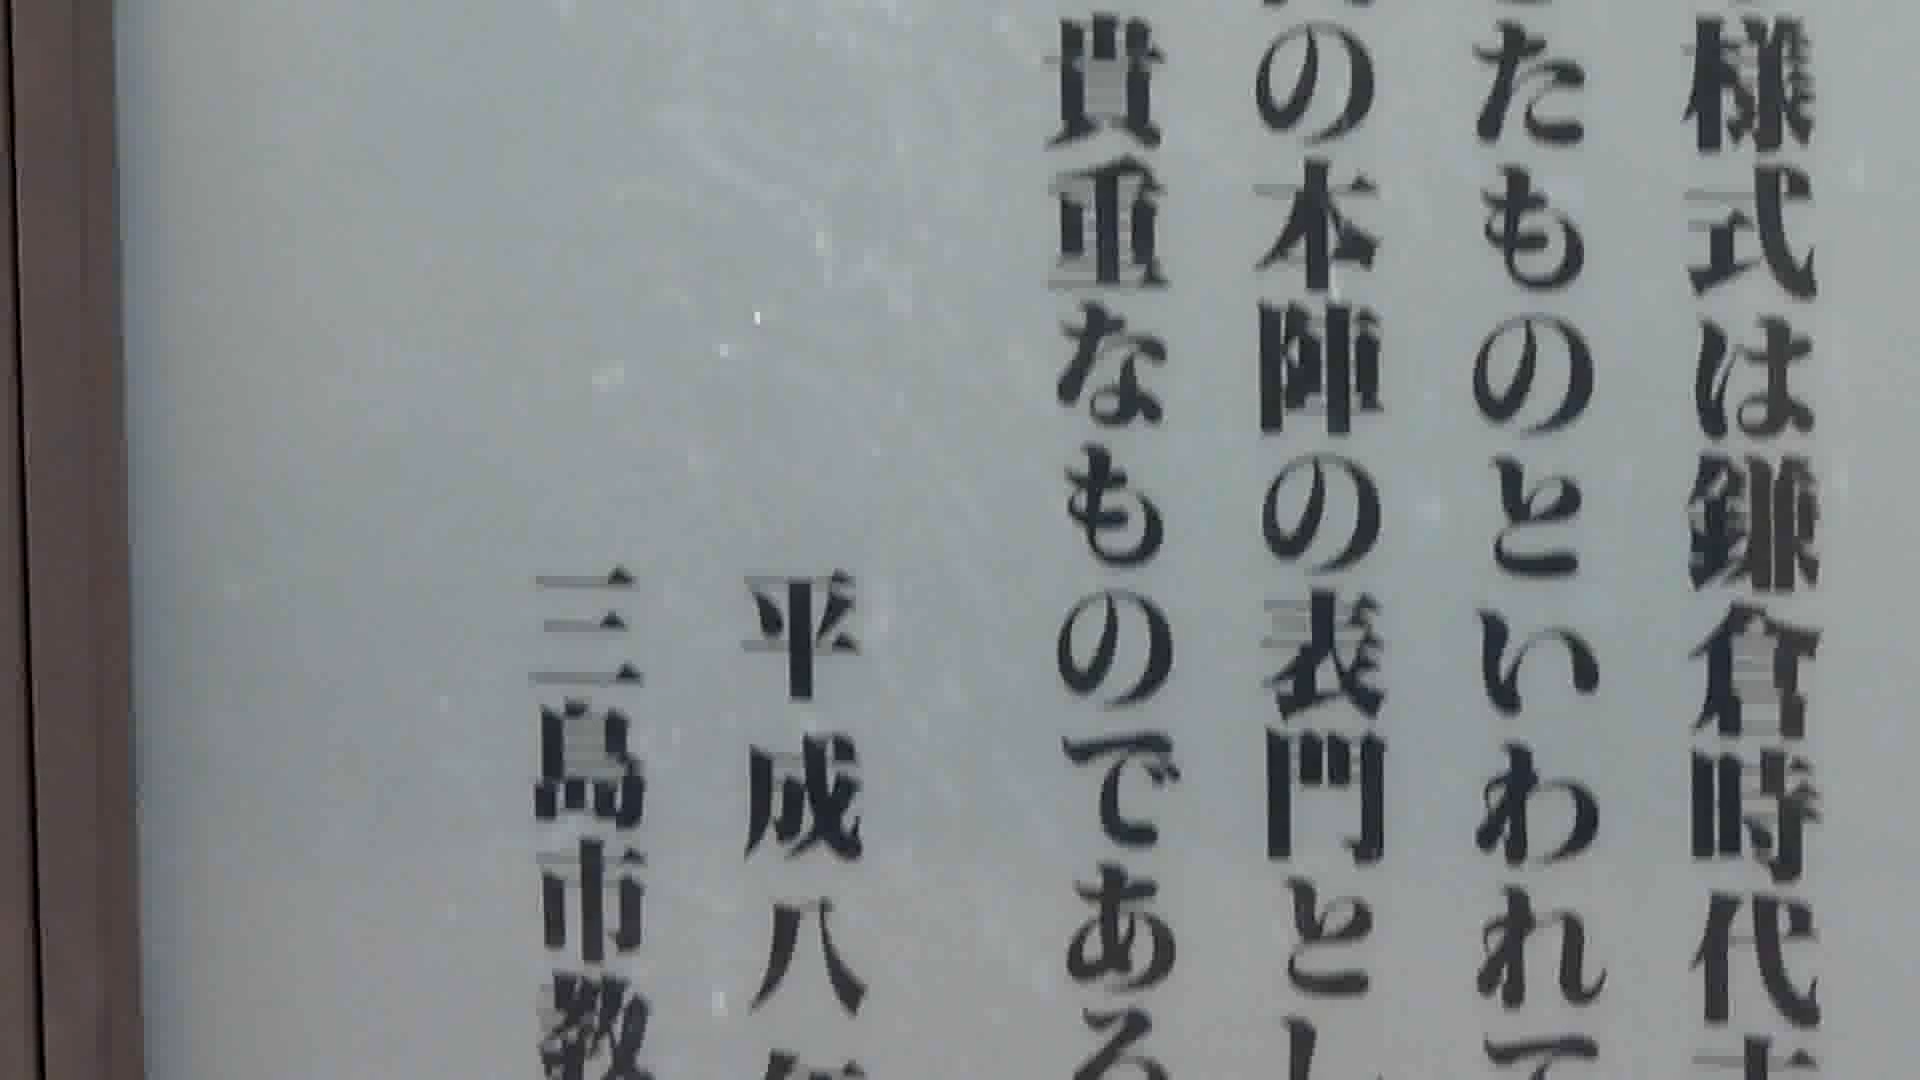 様式は鎌倉時代
たものといわれて
の本陣の表門とし
貴重なものである
平成八年
三島市教